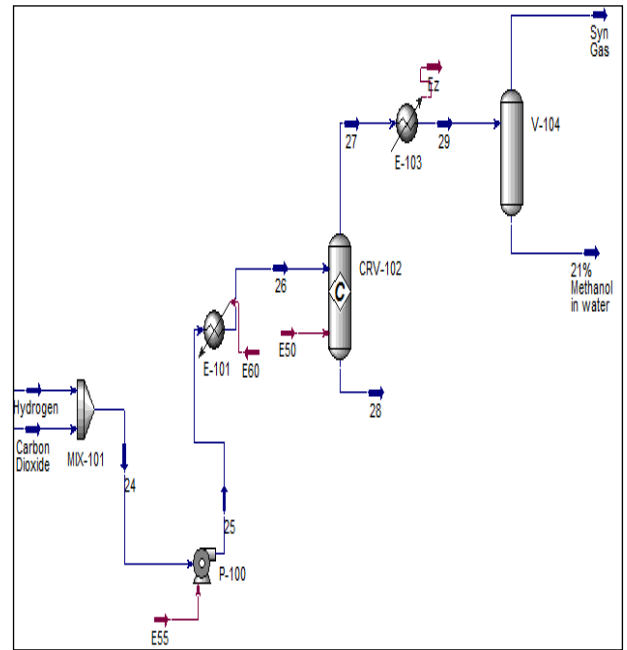 Syn
Gas
Ez
V-104
27
29
E-103
CRV-102
26
C
21%
Methanol
in water
E-101
E50
E60
28
Hydrogen
Carbon
Dioxide
MIX-101
24
25
P-100
E55